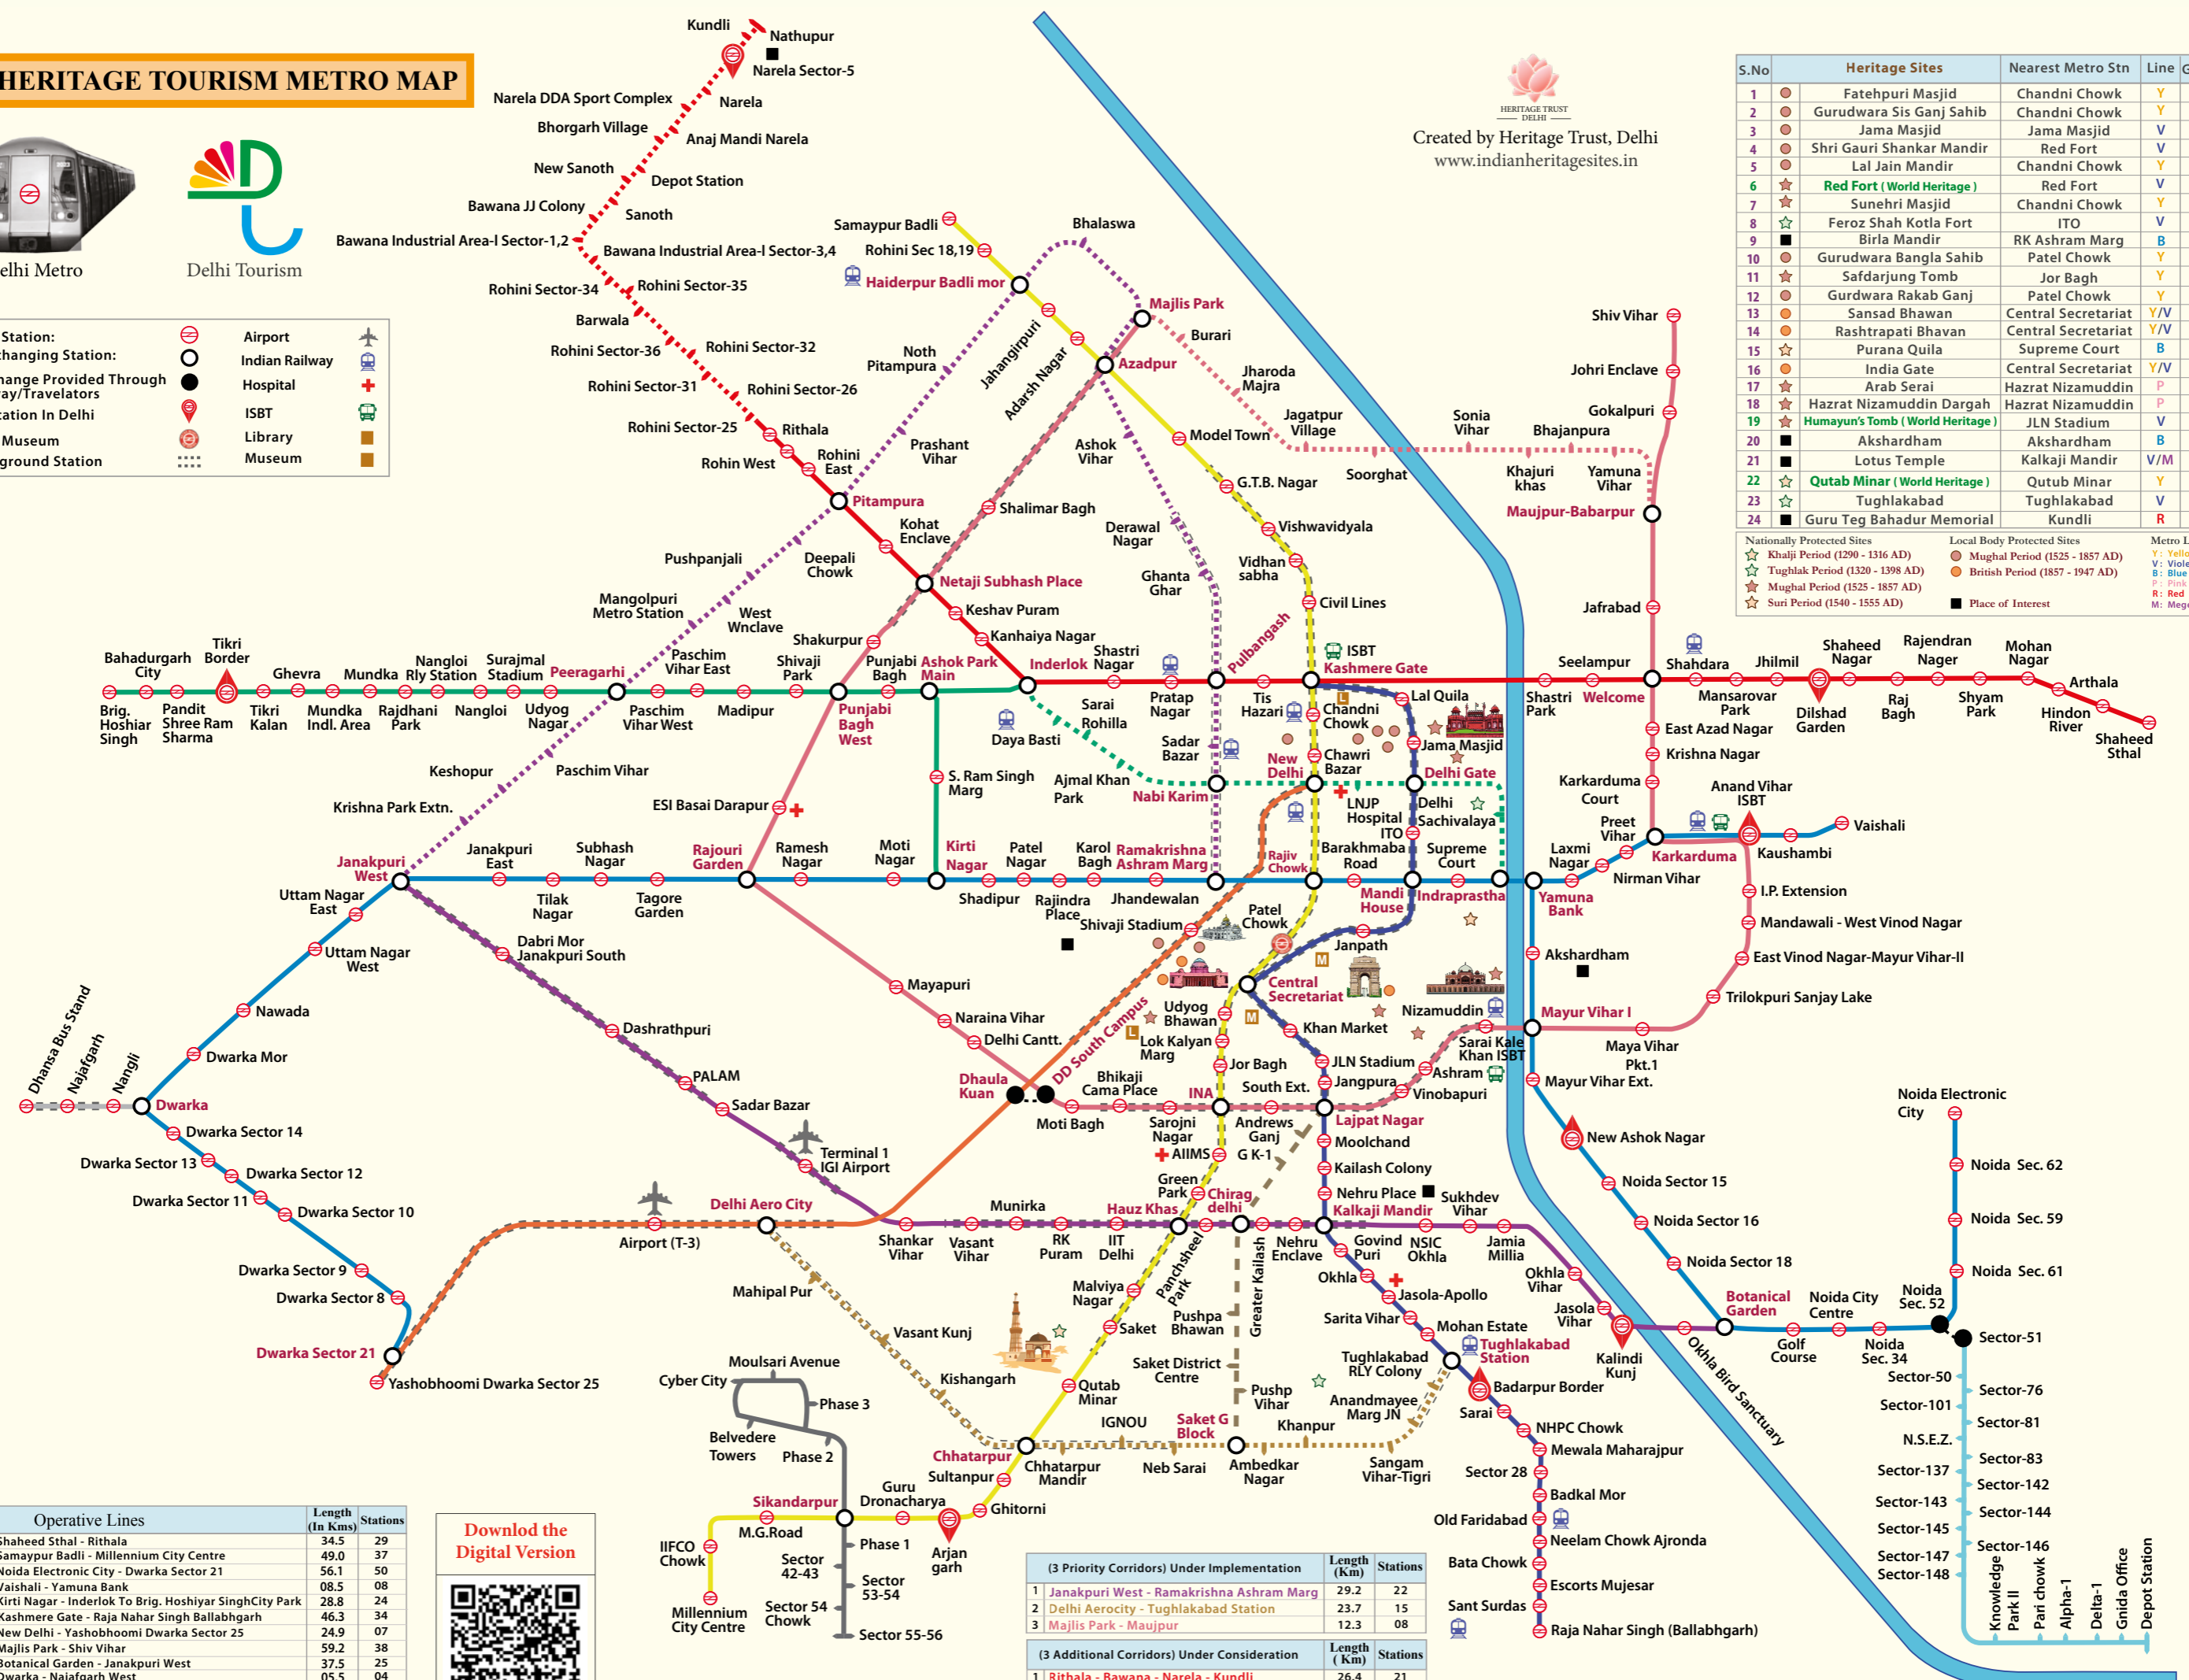 HERITAGE TOURISM METRO MAP
elhi Metro
Delhi Tourism
HERITAGE TRUST
DELHI
Created by Heritage Trust, Delhi
www.indianheritagesites.in
Station:
hanging Station:
hange Provided Through
ay/Travelators
tation In Delhi
Museum
ground Station
Airport
Indian Railway
Hospital
ISBT
Library
Museum
S.No Heritage Sites Nearest Metro Stn Line G
1 Fatehpuri Masjid Chandni Chowk Y
2 Gurudwara Sis Ganj Sahib Chandni Chowk Y
3 Jama Masjid Jama Masjid V
4 Shri Gauri Shankar Mandir Red Fort V
5 Lal Jain Mandir Chandni Chowk Y
6 Red Fort ( World Heritage ) Red Fort V
7 Sunehri Masjid Chandni Chowk Y
8 Feroz Shah Kotla Fort ITO V
9 Birla Mandir RK Ashram Marg B
10 Gurudwara Bangla Sahib Patel Chowk Y
11 Safdarjung Tomb Jor Bagh Y
12 Gurdwara Rakab Ganj Patel Chowk Y
13 Sansad Bhawan Central Secretariat Y/V
14 Rashtrapati Bhavan Central Secretariat Y/V
15 Purana Quila Supreme Court B
16 India Gate Central Secretariat Y/V
17 Arab Serai Hazrat Nizamuddin P
18 Hazrat Nizamuddin Dargah Hazrat Nizamuddin P
19 Humayun's Tomb ( World Heritage ) JLN Stadium V
20 Akshardham Akshardham B
21 Lotus Temple Kalkaji Mandir V/M
22 Qutab Minar ( World Heritage ) Qutub Minar Y
23 Tughlakabad Tughlakabad V
24 Guru Teg Bahadur Memorial Kundli R
Nationally Protected Sites
Khalji Period (1290 - 1316 AD)
Tughlak Period (1320 - 1398 AD)
Mughal Period (1525 - 1857 AD)
Suri Period (1540 - 1555 AD)
Local Body Protected Sites
Mughal Period (1525 - 1857 AD)
British Period (1857 - 1947 AD)
Place of Interest
Metro L
Y: Yello
V: Viole
B: Blue
P: Pink
R: Red
M: Mege
Kundli
Nathupur
Narela Sector-5
Narela DDA Sport Complex
Narela
Bhorgarh Village
Anaj Mandi Narela
New Sanoth
Depot Station
Bawana JJ Colony
Sanoth
Bawana Industrial Area-I Sector-1,2
Bawana Industrial Area-I Sector-3,4
Rohini Sector-34
Rohini Sector-35
Barwala
Rohini Sector-36
Rohini Sector-32
Rohini Sector-31
Rohini Sector-26
Rohini Sector-25
Rithala
Rohin West
Rohini
East
Pitampura
Kohat
Enclave
Deepali
Chowk
Netaji Subhash Place
Keshav Puram
Kanhaiya Nagar
Inderlok
Shastri
Nagar
Pratap
Nagar
Pulbangash
Tis
Hazari
ISBT
Kashmere Gate
Shastri
Park
Seelampur
Welcome
Shahdara
Mansarovar
Park
Jhilmil
Dilshad
Garden
Shaheed
Nagar
Raj
Bagh
Rajendran
Nager
Shyam
Park
Mohan
Nagar
Arthala
Hindon
River
Shaheed
Sthal
Samaypur Badli
Rohini Sec 18,19
Haiderpur Badli mor
Jahangirpuri
Adarsh Nagar
Azadpur
Model Town
G.T.B. Nagar
Vishwavidyala
Vidhan
sabha
Civil Lines
Chandni
Chowk
Chawri
Bazar
New
Delhi
Rajiv
Chowk
Patel
Chowk
Central
Secretariat
Udyog
Bhawan
Lok Kalyan
Marg
Jor Bagh
INA
AIIMS
Green
Park
Hauz Khas
Panchsheel
Park
Malviya
Nagar
Saket
Qutab
Minar
Chhatarpur
Sultanpur
Ghitorni
Arjan
garh
Guru
Dronacharya
Sikandarpur
M.G.Road
IIFCO
Chowk
Millennium
City Centre
Bhalaswa
Majlis Park
Burari
Jharoda
Majra
Jagatpur
Village
Soorghat
Sonia
Vihar
Khajuri
khas
Bhajanpura
Yamuna
Vihar
Maujpur-Babarpur
Shiv Vihar
Johri Enclave
Gokalpuri
Jafrabad
East Azad Nagar
Krishna Nagar
Karkarduma
Court
Karkarduma
Anand Vihar
ISBT
Kaushambi
Vaishali
Preet
Vihar
Nirman Vihar
Laxmi
Nagar
Yamuna
Bank
I.P. Extension
Mandawali - West Vinod Nagar
East Vinod Nagar-Mayur Vihar-II
Trilokpuri Sanjay Lake
Maya Vihar
Pkt.1
Mayur Vihar I
Sarai Kale
Khan ISBT
Nizamuddin
Ashram
Vinobapuri
Lajpat Nagar
South Ext.
Andrews
Ganj
Sarojni
Nagar
Bhikaji
Cama Place
Moti Bagh
DD South Campus
Dhaula
Kuan
Delhi Cantt.
Naraina Vihar
Mayapuri
Rajouri
Garden
ESI Basai Darapur
Punjabi
Bagh
West
Shakurpur
Shalimar Bagh
Noth
Pitampura
Prashant
Vihar
Ashok
Vihar
Derawal
Nagar
Ghanta
Ghar
Sadar
Bazar
Nabi Karim
Ramakrishna
Ashram Marg
Pushpanjali
West
Wnclave
Mangolpuri
Metro Station
Peeragarhi
Paschim Vihar
Keshopur
Krishna Park Extn.
Janakpuri
West
Bahadurgarh
City
Brig.
Hoshiar
Singh
Pandit
Shree Ram
Sharma
Tikri
Border
Tikri
Kalan
Ghevra
Mundka
Indl. Area
Mundka
Rajdhani
Park
Nangloi
Rly Station
Nangloi
Surajmal
Stadium
Udyog
Nagar
Paschim
Vihar West
Paschim
Vihar East
Madipur
Shivaji
Park
Punjabi
Bagh
Ashok Park
Main
S. Ram Singh
Marg
Kirti
Nagar
Daya Basti
Sarai
Rohilla
Ajmal Khan
Park
LNJP
Hospital
Delhi Gate
Delhi
Sachivalaya
Lal Quila
Jama Masjid
ITO
Mandi
House
Janpath
Khan Market
JLN Stadium
Jangpura
Moolchand
Kailash Colony
Nehru Place
Kalkaji Mandir
Govind
Puri
Okhla
Jasola-Apollo
Sarita Vihar
Mohan Estate
Tughlakabad
Station
Tughlakabad
RLY Colony
Badarpur Border
Sarai
NHPC Chowk
Mewala Maharajpur
Sector 28
Badkal Mor
Old Faridabad
Neelam Chowk Ajronda
Bata Chowk
Escorts Mujesar
Sant Surdas
Raja Nahar Singh (Ballabhgarh)
Janakpuri
East
Tilak
Nagar
Subhash
Nagar
Tagore
Garden
Ramesh
Nagar
Moti
Nagar
Shadipur
Patel
Nagar
Rajindra
Place
Karol
Bagh
Jhandewalan
Barakhmaba
Road
Supreme
Court
Indraprastha
Akshardham
Mayur Vihar Ext.
New Ashok Nagar
Noida Sector 15
Noida Sector 16
Noida Sector 18
Botanical
Garden
Golf
Course
Noida City
Centre
Noida
Sec. 34
Noida
Sec. 52
Noida Sec. 61
Noida Sec. 59
Noida Sec. 62
Noida Electronic
City
Sector-51
Sector-50
Sector-76
Sector-101
Sector-81
N.S.E.Z.
Sector-83
Sector-137
Sector-142
Sector-143
Sector-144
Sector-145
Sector-146
Sector-147
Sector-148
Knowledge
Park II
Pari chowk
Alpha-1
Delta-1
Gnida Office
Depot Station
Uttam Nagar
East
Uttam Nagar
West
Nawada
Dwarka Mor
Dwarka
Nangli
Najafgarh
Dhansa Bus Stand
Dwarka Sector 14
Dwarka Sector 13
Dwarka Sector 12
Dwarka Sector 11
Dwarka Sector 10
Dwarka Sector 9
Dwarka Sector 8
Dwarka Sector 21
Yashobhoomi Dwarka Sector 25
Airport (T-3)
Delhi Aero City
Shivaji Stadium
Dabri Mor
Janakpuri South
Dashrathpuri
PALAM
Sadar Bazar
Terminal 1
IGI Airport
Shankar
Vihar
Vasant
Vihar
Munirka
RK
Puram
IIT
Delhi
Chirag
delhi
Greater Kailash
Nehru
Enclave
NSIC
Okhla
Sukhdev
Vihar
Jamia
Millia
Okhla
Vihar
Jasola
Vihar
Kalindi
Kunj
Okhla Bird Sanctuary
G K-1
Pushpa
Bhawan
Saket District
Centre
Pushp
Vihar
Saket G
Block
Ambedkar
Nagar
Khanpur
Sangam
Vihar-Tigri
Anandmayee
Marg JN
Neb Sarai
IGNOU
Chhatarpur
Mandir
Kishangarh
Vasant Kunj
Mahipal Pur
Moulsari Avenue
Cyber City
Phase 3
Belvedere
Towers
Phase 2
Phase 1
Sector
42-43
Sector
53-54
Sector 54
Chowk
Sector 55-56
L
L
M
M
Operative Lines Length (In Kms) Stations
Shaheed Sthal - Rithala 34.5 29
Samaypur Badli - Millennium City Centre 49.0 37
Noida Electronic City - Dwarka Sector 21 56.1 50
Vaishali - Yamuna Bank 08.5 08
Kirti Nagar - Inderlok To Brig. Hoshiyar SinghCity Park 28.8 24
Kashmere Gate - Raja Nahar Singh Ballabhgarh 46.3 34
New Delhi - Yashobhoomi Dwarka Sector 25 24.9 07
Majlis Park - Shiv Vihar 59.2 38
Botanical Garden - Janakpuri West 37.5 25
Dwarka - Najafgarh West 05.5 04
Downlod the
Digital Version
(3 Priority Corridors) Under Implementation Length (Km) Stations
1 Janakpuri West - Ramakrishna Ashram Marg 29.2 22
2 Delhi Aerocity - Tughlakabad Station 23.7 15
3 Majlis Park - Maujpur 12.3 08
(3 Additional Corridors) Under Consideration Length ( Km) Stations
1 Rithala - Bawana - Narela - Kundli 26.4 21